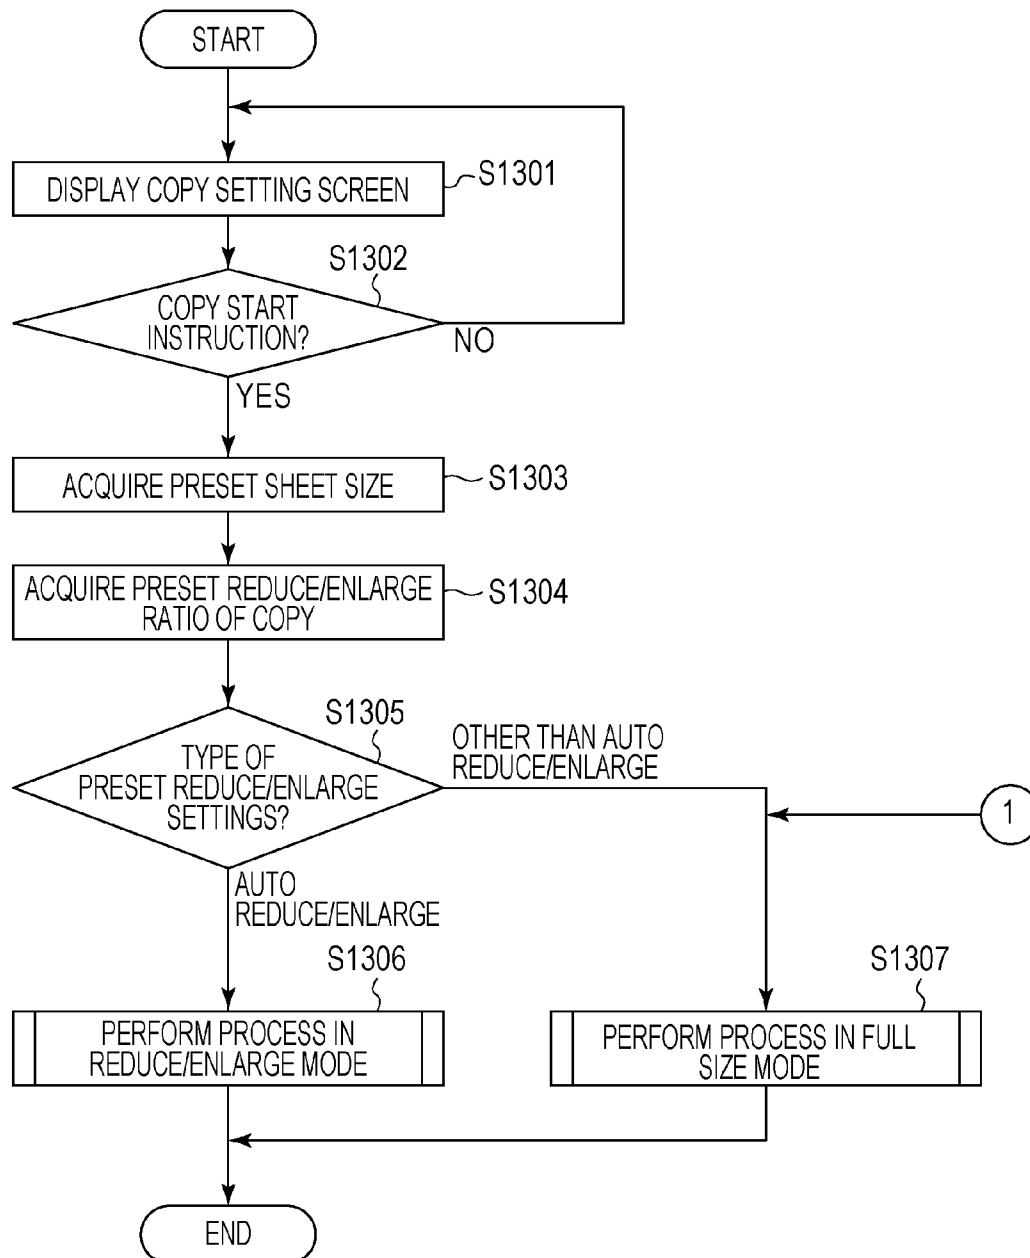 START
DISPLAY COPY SETTING SCREEN
S1301
S1302
COPY START
INSTRUCTION?
NO
YES
ACQUIRE PRESET SHEET SIZE
S1303
ACQUIRE PRESET REDUCE/ENLARGE
RATIO OF COPY
S1304
S1305
TYPE OF
PRESET REDUCE/ENLARGE
SETTINGS?
OTHER THAN AUTO
REDUCE/ENLARGE
1
AUTO
REDUCE/ENLARGE
S1306
PERFORM PROCESS IN
REDUCE/ENLARGE MODE
S1307
PERFORM PROCESS IN FULL
SIZE MODE
END